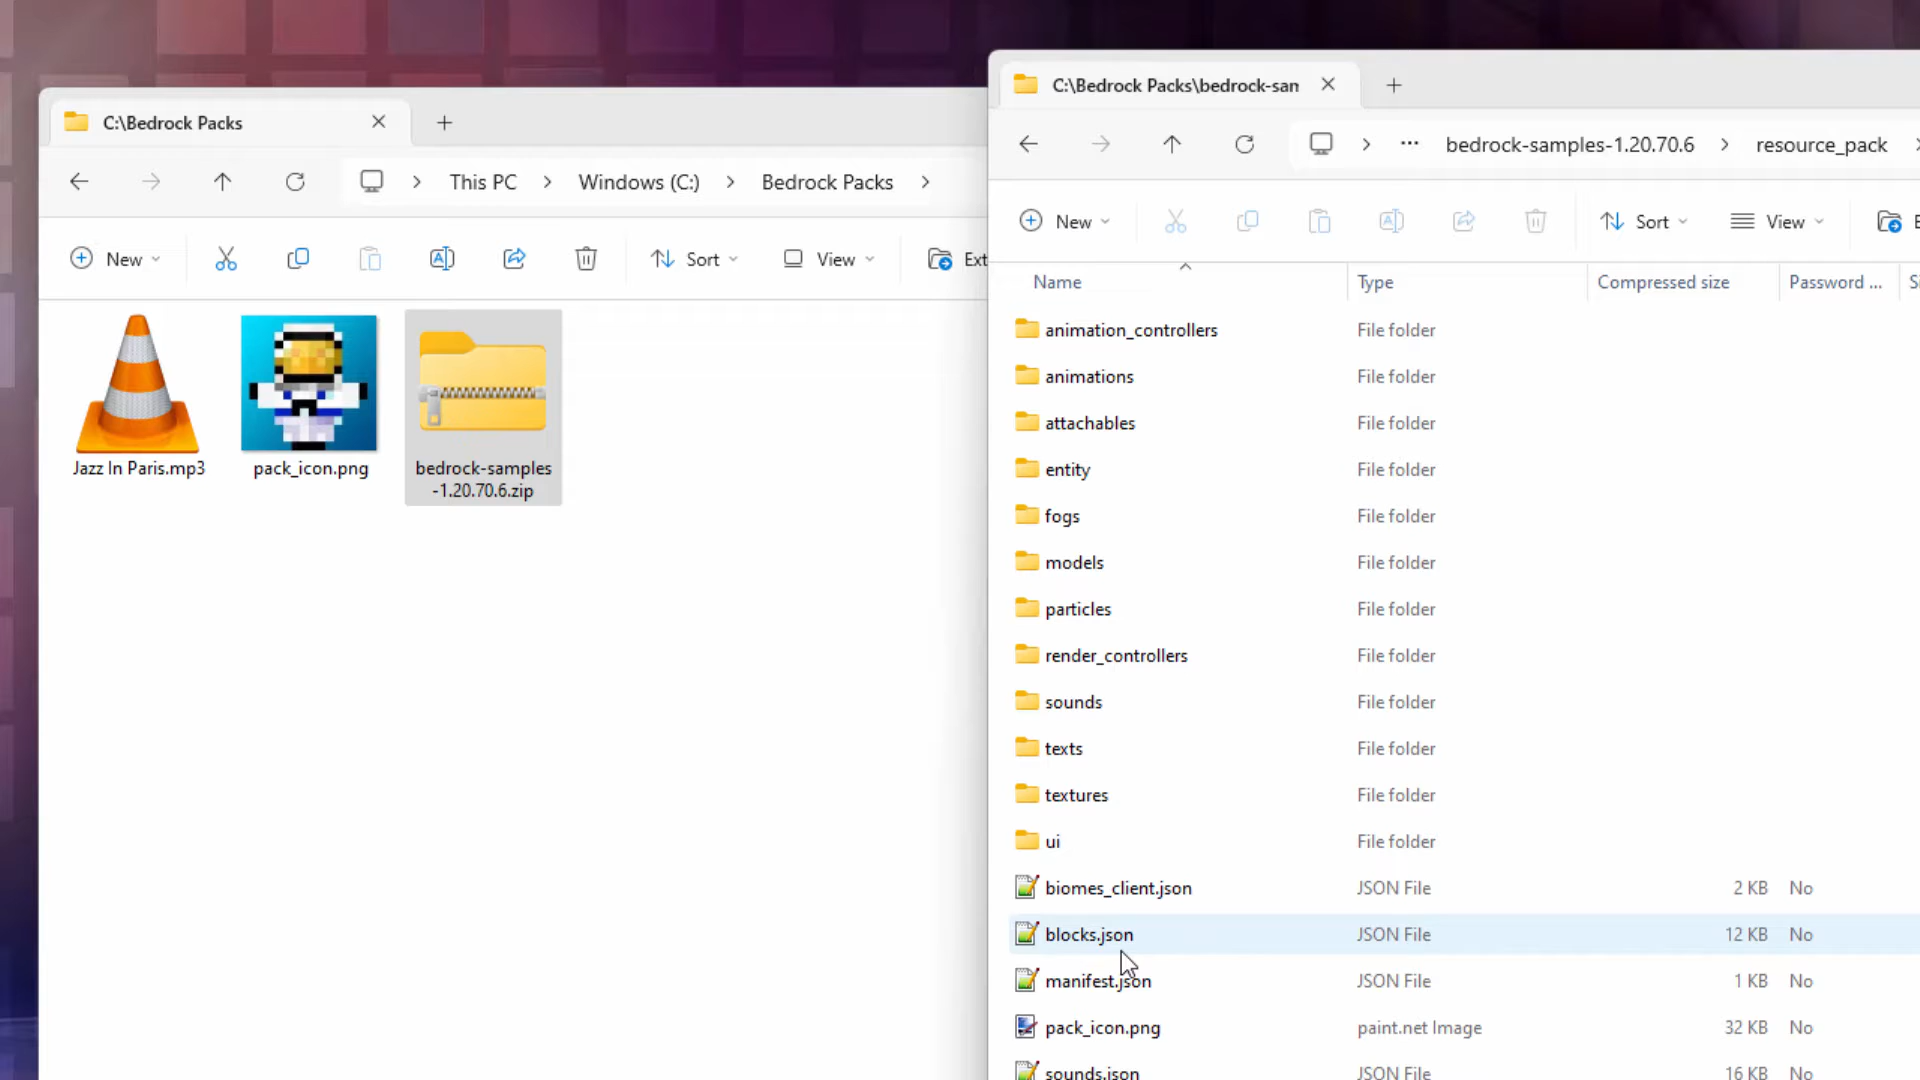 C:\Bedrock Packs
This PC
Windows (C:)
Bedrock Packs
New
Sort
View
Ext
Jazz In Paris.mp3
pack_icon.png
bedrock-samples
-1.20.70.6.zip
C:\Bedrock Packs\bedrock-san
bedrock-samples-1.20.70.6
resource_pack
New
Sort
View
E
Name Type Compressed size Password ... Si
animation_controllers File folder
animations File folder
attachables File folder
entity File folder
fogs File folder
models File folder
particles File folder
render_controllers File folder
sounds File folder
texts File folder
textures File folder
ui File folder
biomes_client.json JSON File 2 KB No
blocks.json JSON File 12 KB No
manifest.json JSON File 1 KB No
pack_icon.png paint.net Image 32 KB No
sounds.json JSON File 16 KB No